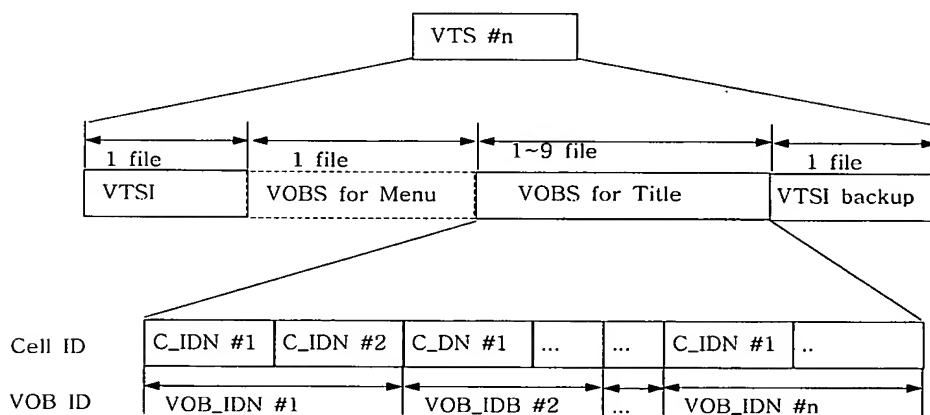 VTS #n
1 file 1 file 1~9 file 1 file
VTSI VOBS for Menu VOBS for Title VTSI backup
Cell ID C_IDN #1 C_IDN #2 C_DN #1 ... ... C_IDN #1 ..
VOB ID VOB_IDN #1 VOB_IDB #2 ... VOB_IDN #n